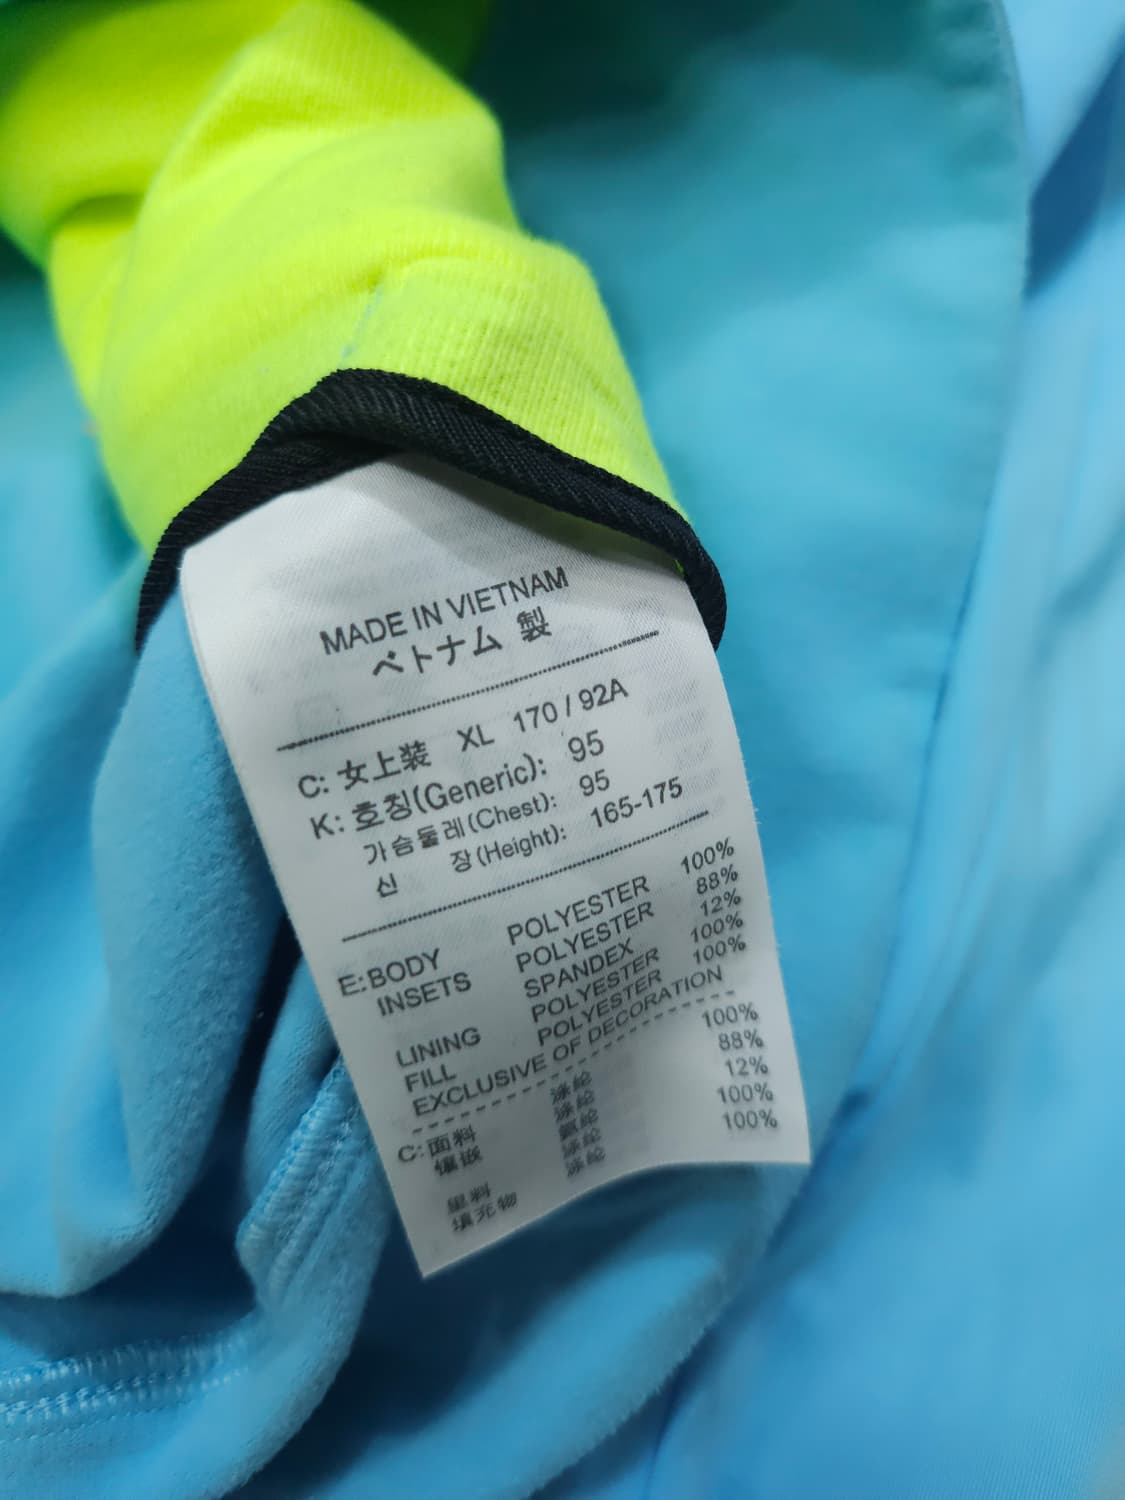 MADE IN VIETNAM
ベトナム 製
C: 女上装 XL 170 / 92A
K: 호칭(Generic): 95
가슴둘레(Chest): 95
신 장(Height): 165-175
E:BODY POLYESTER 100%
INSETS POLYESTER 88%
SPANDEX 12%
LINING POLYESTER 100%
FILL POLYESTER 100%
EXCLUSIVE OF DECORATION
C: 面料 涤纶 100%
镶嵌 涤纶 88%
氨纶 12%
里料 涤纶 100%
填充物 涤纶 100%